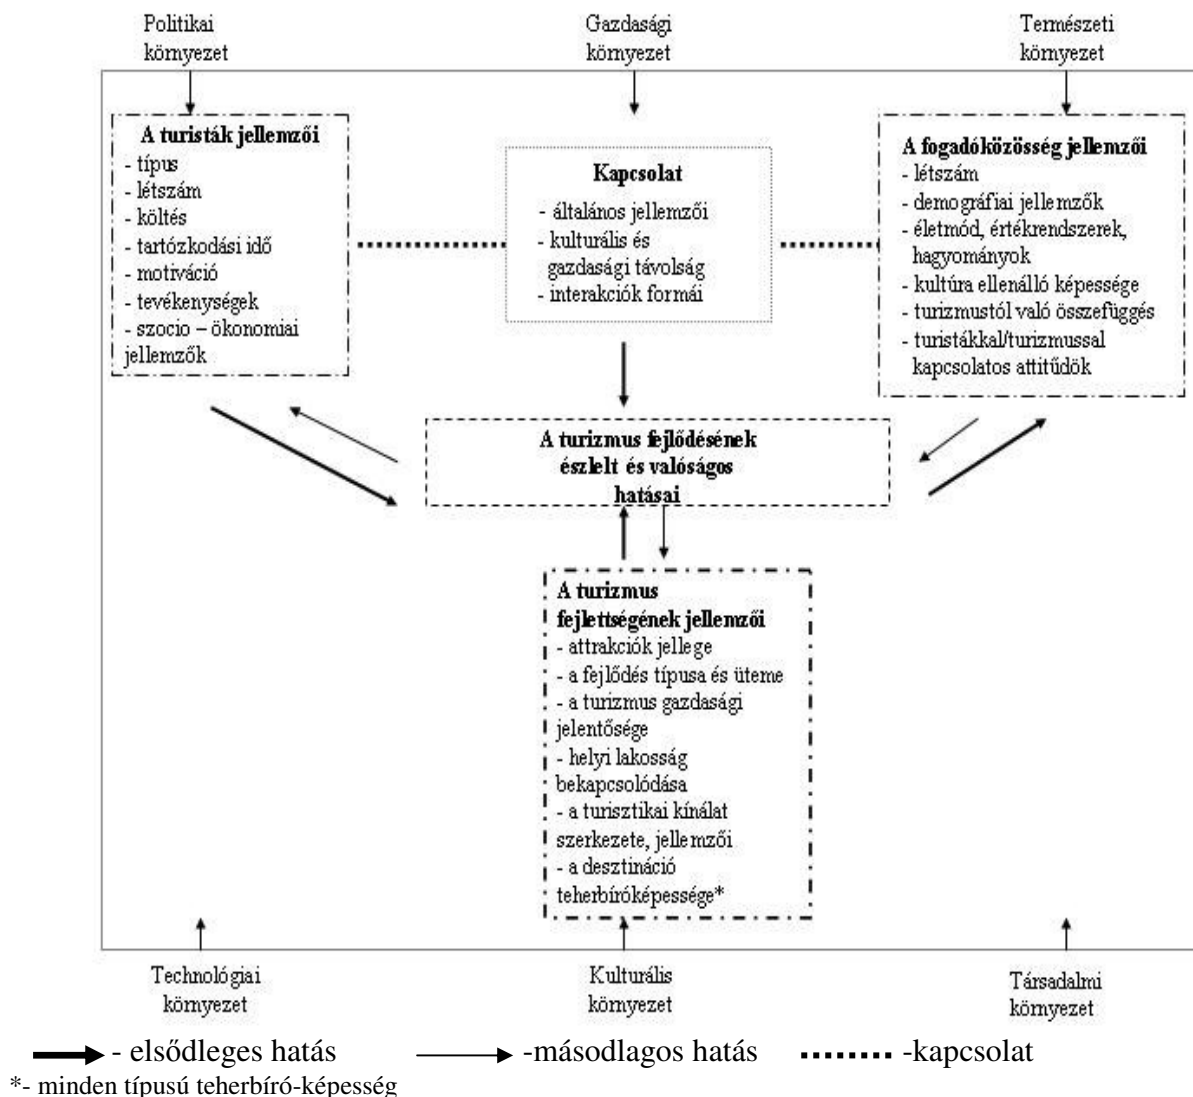 Politikai
környezet
Gazdasági
környezet
Természeti
környezet
A turisták jellemzői
- típus
- létszám
- költés
- tartózkodási idő
- motiváció
- tevékenységek
- szocio – ökonomiai
jellemzők
Kapcsolat
- általános jellemzői
- kulturális és
gazdasági távolság
- interakciók formái
A fogadóközösség jellemzői
- létszám
- demográfiai jellemzők
- életmód, értékrendszerek,
hagyományok
- kultúra ellenálló képessége
- turizmustól való összefüggés
- turistákkal/turizmussal
kapcsolatos attitűdök
A turizmus fejlődésének
észlelt és valóságos
hatásai
A turizmus
fejlettségének jellemzői
- attrakciók jellege
- a fejlődés típusa és üteme
- a turizmus gazdasági
jelentősége
- helyi lakosság
bekapcsolódása
- a turisztikai kínálat
szerkezete, jellemzői
- a desztináció
teherbíróképessége*
Technológiai
környezet
Kulturális
környezet
Társadalmi
környezet
- elsődleges hatás -másodlagos hatás -kapcsolat
*- minden típusú teherbíró-képesség